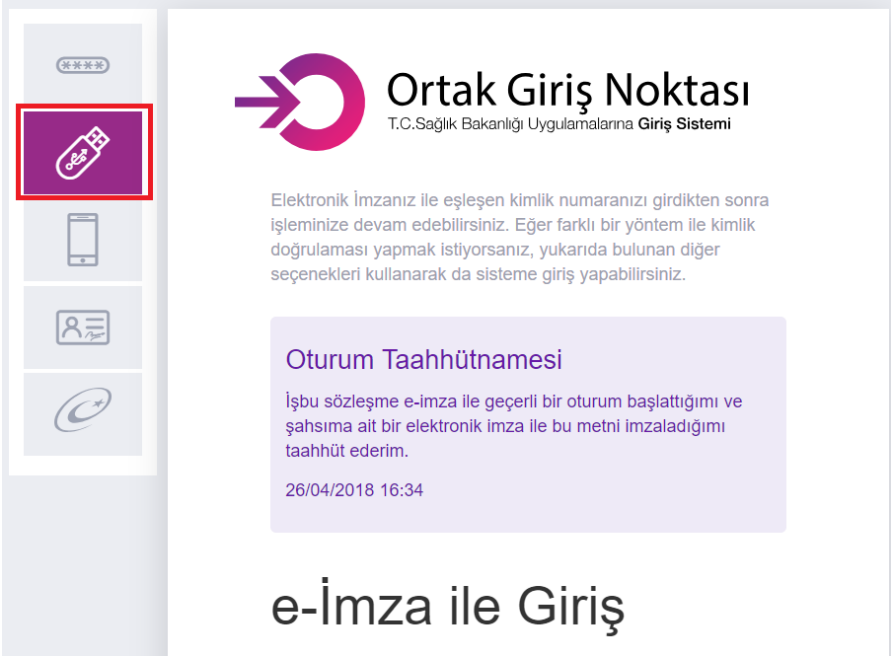 ****
Ortak Giriş Noktası
T.C.Sağlık Bakanlığı Uygulamalarına Giriş Sistemi
Elektronik İmzanız ile eşleşen kimlik numaranızı girdikten sonra
işleminize devam edebilirsiniz. Eğer farklı bir yöntem ile kimlik
doğrulaması yapmak istiyorsanız, yukarıda bulunan diğer
seçenekleri kullanarak da sisteme giriş yapabilirsiniz.
Oturum Taahhütnamesi
İşbu sözleşme e-imza ile geçerli bir oturum başlattığımı ve
şahsıma ait bir elektronik imza ile bu metni imzaladığımı
taahhüt ederim.
26/04/2018 16:34
e-İmza ile Giriş